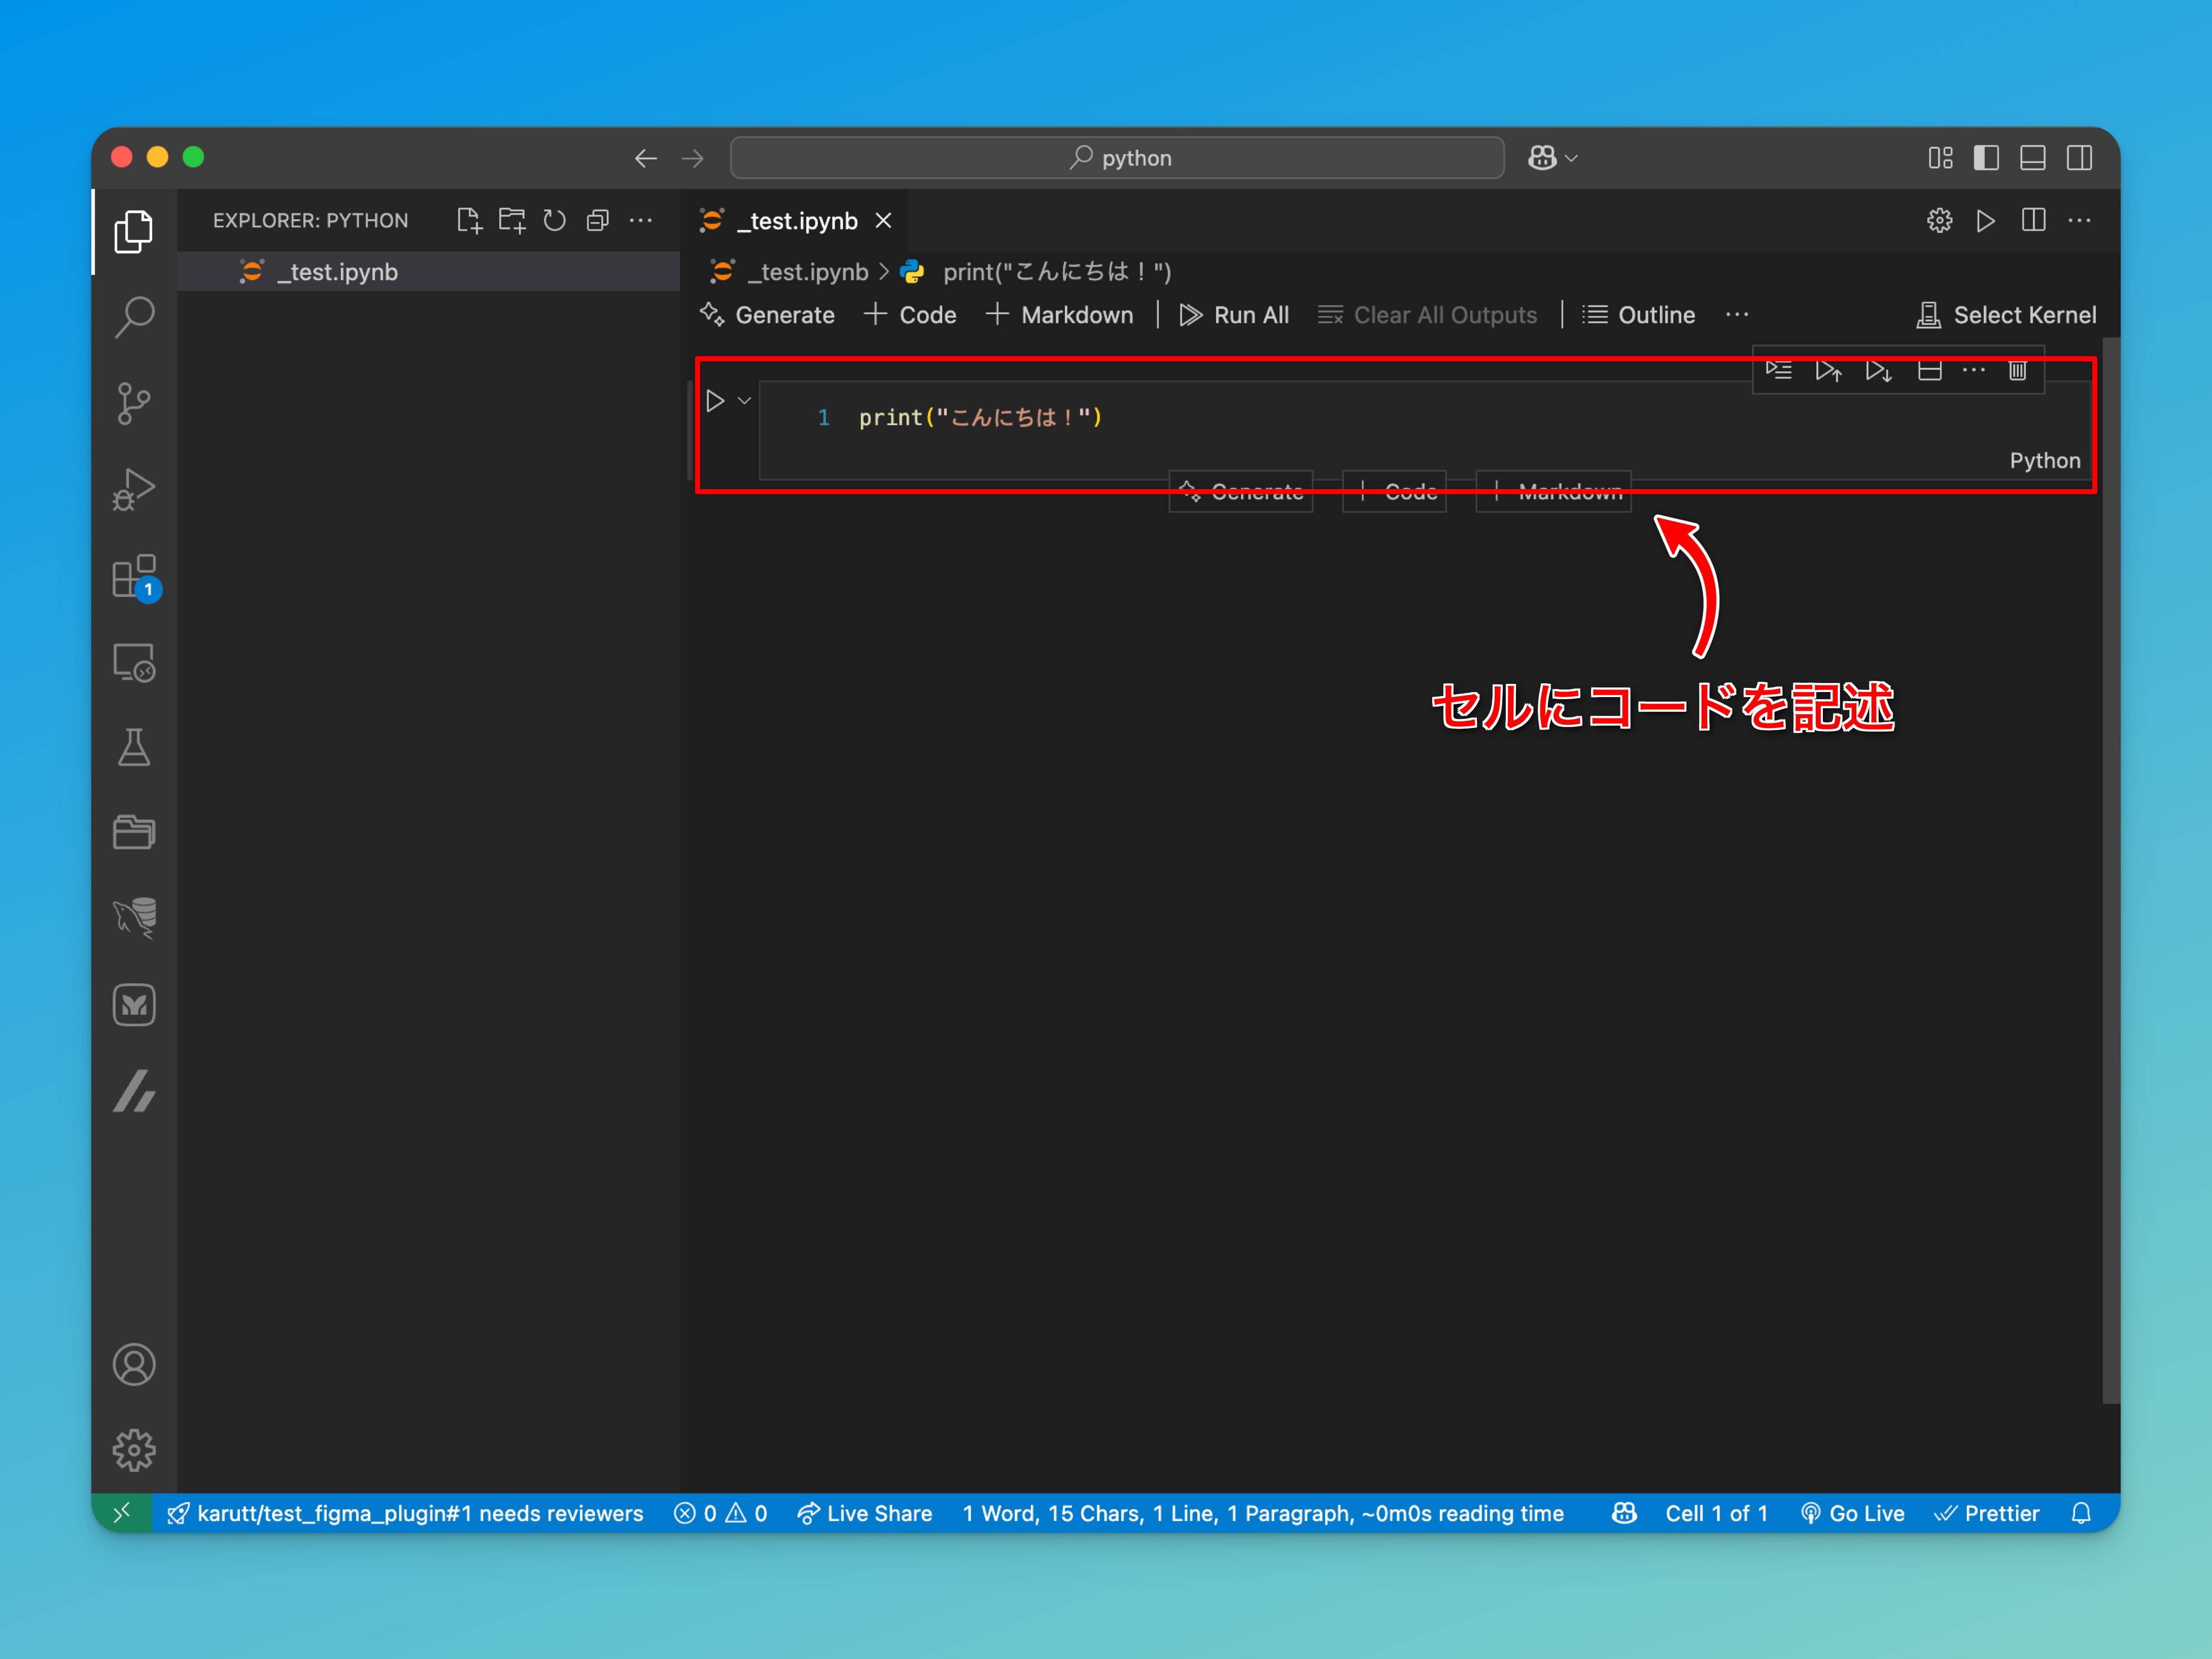 python
EXPLORER: PYTHON
_test.ipynb
_test.ipynb
_test.ipynb > print("こんにちは！")
Generate + Code + Markdown Run All Clear All Outputs Outline Select Kernel
1 print("こんにちは！")
Python
Generate Code Markdown
1
セルにコードを記述
karutt/test_figma_plugin#1 needs reviewers 0 0 Live Share 1 Word, 15 Chars, 1 Line, 1 Paragraph, ~0m0s reading time Cell 1 of 1 Go Live Prettier